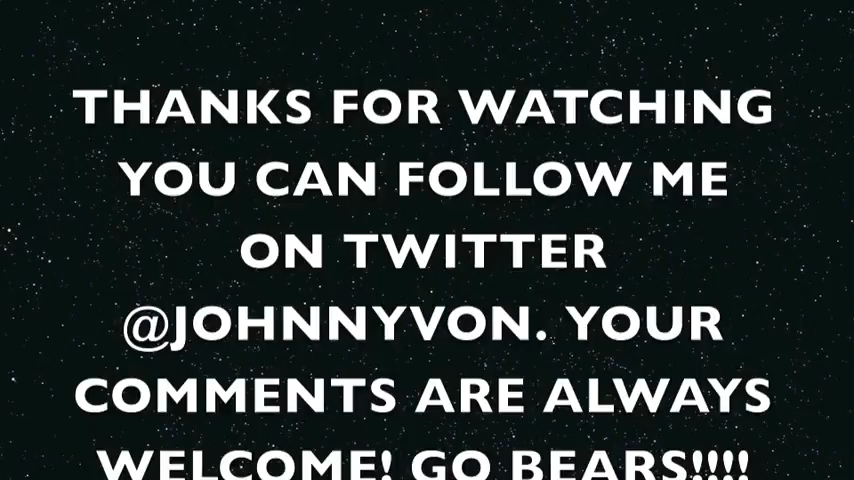 THANKS FOR WATCHING
YOU CAN FOLLOW ME
ON TWITTER
@JOHNNYVON. YOUR
COMMENTS ARE ALWAYS
WELCOME! GO BEARS!!!!